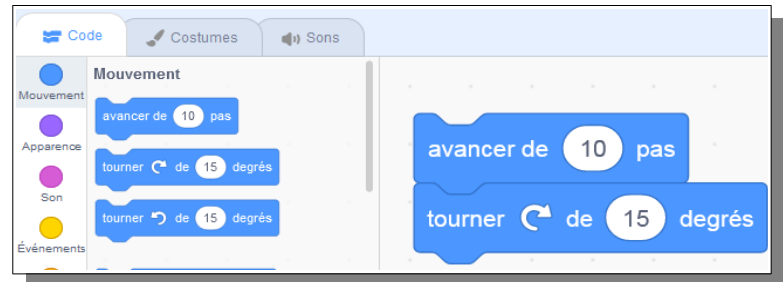 Code
Costumes
Sons
Mouvement
Mouvement
Apparence
Son
Événements
avancer de 10 pas
tourner de 15 degrés
tourner de 15 degrés
avancer de 10 pas
tourner de 15 degrés